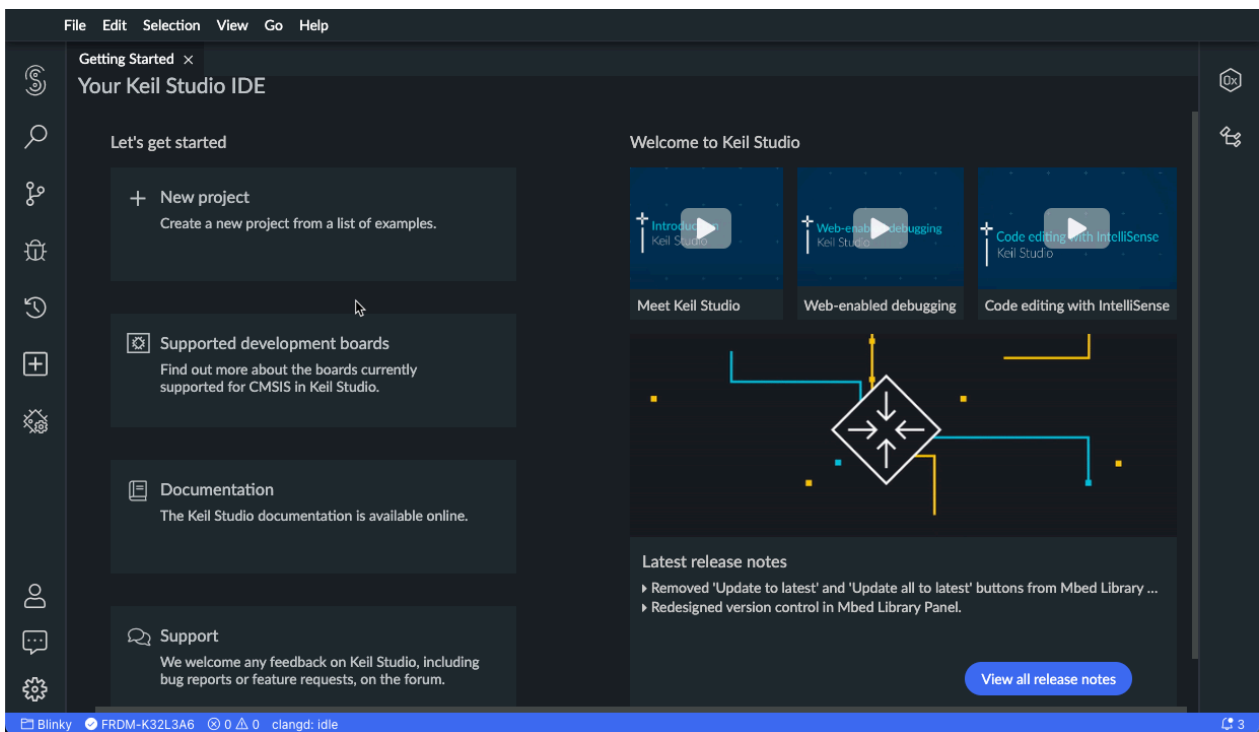 File Edit Selection View Go Help
Getting Started
Your Keil Studio IDE
Let's get started
New project
Create a new project from a list of examples.
Supported development boards
Find out more about the boards currently
supported for CMSIS in Keil Studio.
Documentation
The Keil Studio documentation is available online.
Support
We welcome any feedback on Keil Studio, including
bug reports or feature requests, on the forum.
Welcome to Keil Studio
Keil Studio
Meet Keil Studio
Keil Studio
Web-enabled debugging
Code editing with IntelliSense
Keil Studio
Code editing with IntelliSense
Latest release notes
Removed 'Update to latest' and 'Update all to latest' buttons from Mbed Library ...
Redesigned version control in Mbed Library Panel.
View all release notes
0x
Blinky FRDM-K32L3A6 0 0 clangd: idle 3